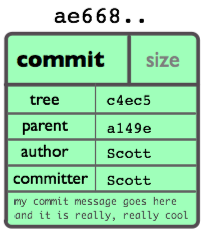 ae668..
commit size
tree c4ec5
parent a149e
author Scott
committer Scott
my commit message goes here
and it is really, really cool